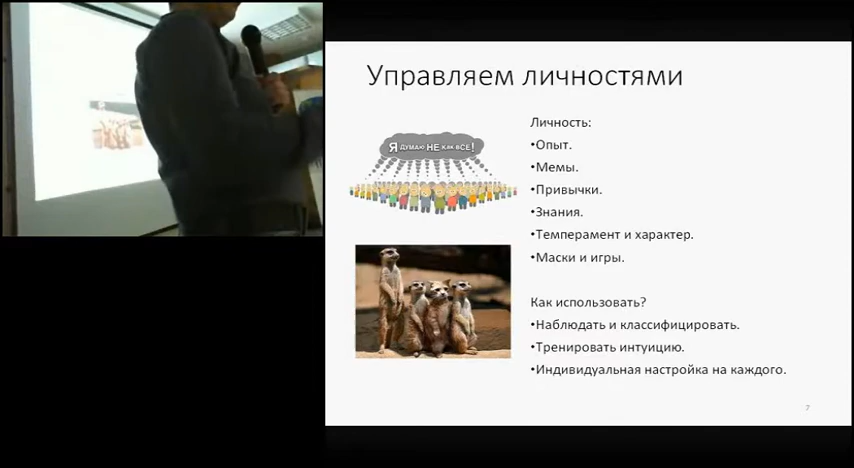 Управляем личностями
Я ДУМАЮ НЕ КАК ВСЕ!
Личность:
•Опыт.
•Мемы.
•Привычки.
•Знания.
•Темперамент и характер.
•Маски и игры.
Как использовать?
•Наблюдать и классифицировать.
•Тренировать интуицию.
•Индивидуальная настройка на каждого.
7